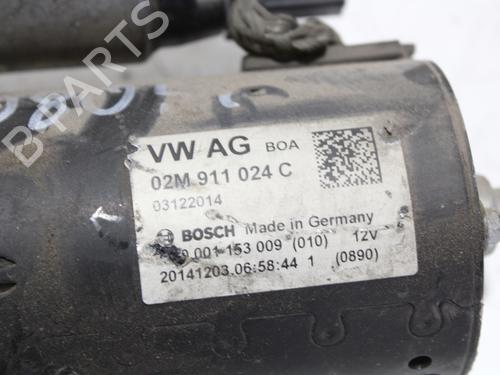 B-PARTS
VW AG BOA
02M 911 024 C
03122014
BOSCH Made in Germany
001 153 009 (010) 12V
20141203.06:58:44 1 (0890)